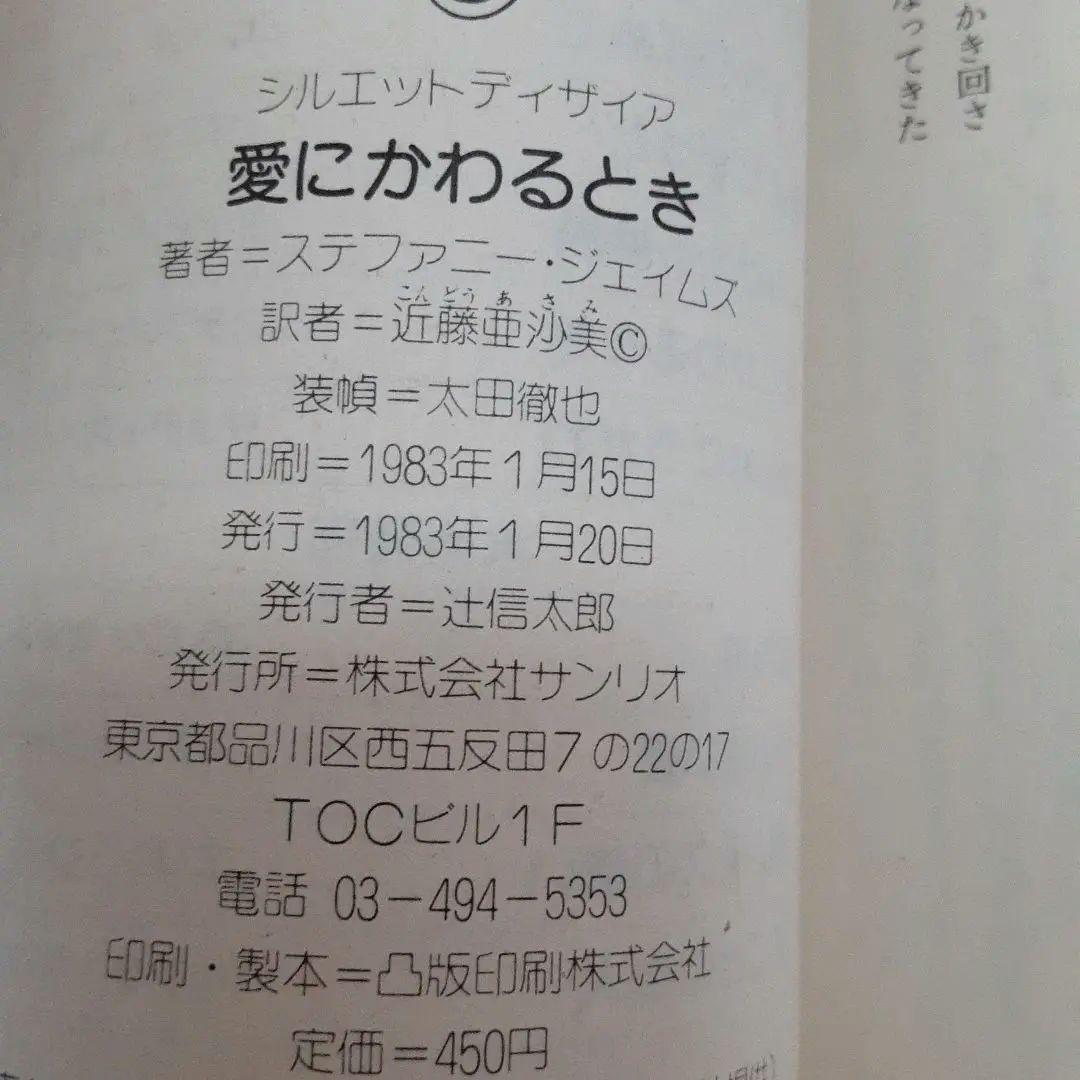 シルエットディザイア
愛にかわるとき
著者＝ステファニー・ジェイムズ
こんどうあさみ
訳者＝近藤亜沙美©
装幀＝太田徹也
印刷＝1983年1月15日
発行＝1983年1月20日
発行者＝辻信太郎
発行所＝株式会社サンリオ
東京都品川区西五反田7の22の17
TOCビル1F
電話 03－494－5353
印刷・製本＝凸版印刷株式会社
定価＝450円
かき回さ
なってきた